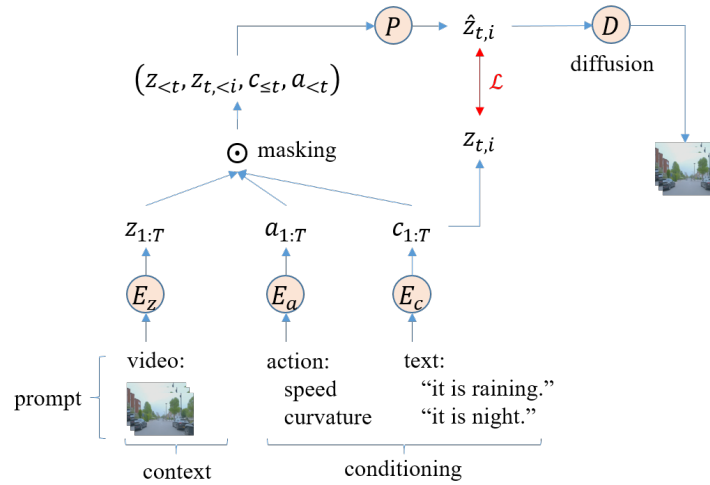 P
ẑ_{t,i}
D
diffusion
(z_{<t}, z_{t,<i}, c_{≤t}, a_{<t})
ℒ
⊙ masking
z_{t,i}
z_{1:T} a_{1:T} c_{1:T}
E_z E_a E_c
video: action: text:
speed “it is raining.”
prompt
curvature “it is night.”
context conditioning